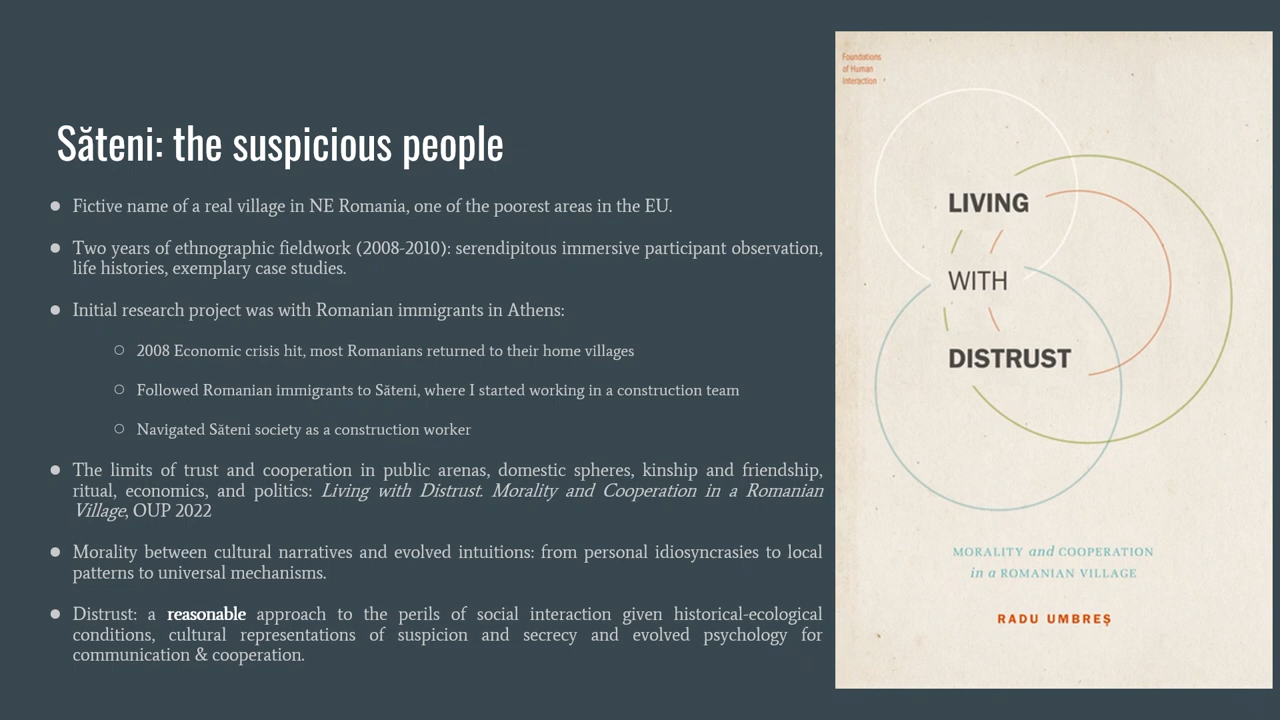 Săteni: the suspicious people
● Fictive name of a real village in NE Romania, one of the poorest areas in the EU.
● Two years of ethnographic fieldwork (2008-2010): serendipitous immersive participant observation,
life histories, exemplary case studies.
● Initial research project was with Romanian immigrants in Athens:
○ 2008 Economic crisis hit, most Romanians returned to their home villages
○ Followed Romanian immigrants to Săteni, where I started working in a construction team
○ Navigated Săteni society as a construction worker
● The limits of trust and cooperation in public arenas, domestic spheres, kinship and friendship,
ritual, economics, and politics: Living with Distrust. Morality and Cooperation in a Romanian
Village, OUP 2022
● Morality between cultural narratives and evolved intuitions: from personal idiosyncrasies to local
patterns to universal mechanisms.
● Distrust: a reasonable approach to the perils of social interaction given historical-ecological
conditions, cultural representations of suspicion and secrecy and evolved psychology for
communication & cooperation.
Foundations
of Human
Interaction
LIVING
WITH
DISTRUST
MORALITY and COOPERATION
in a ROMANIAN VILLAGE
RADU UMBREȘ